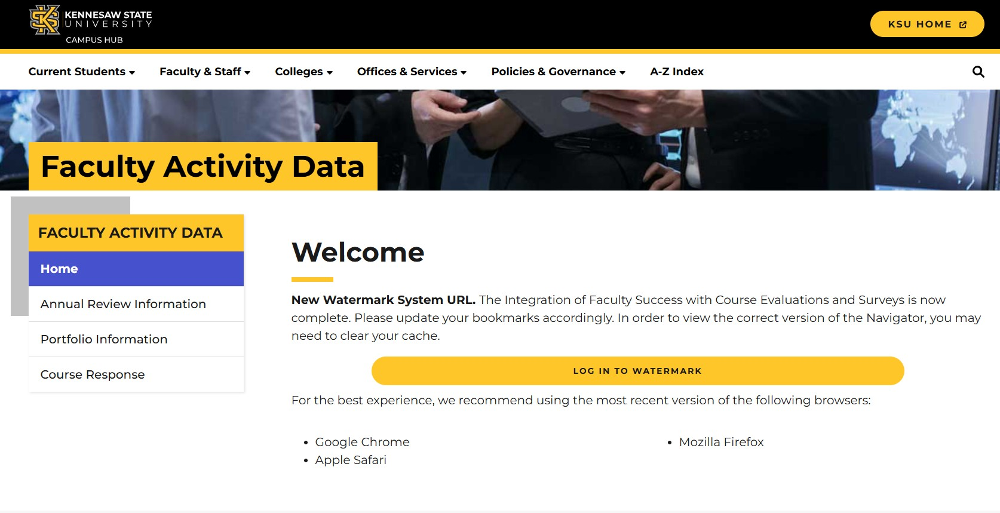 KENNESAW STATE
UNIVERSITY
CAMPUS HUB
KSU HOME
Current Students
Faculty & Staff
Colleges
Offices & Services
Policies & Governance
A-Z Index
Faculty Activity Data
FACULTY ACTIVITY DATA
Home
Annual Review Information
Portfolio Information
Course Response
Welcome
New Watermark System URL. The Integration of Faculty Success with Course Evaluations and Surveys is now
complete. Please update your bookmarks accordingly. In order to view the correct version of the Navigator, you may
need to clear your cache.
LOG IN TO WATERMARK
For the best experience, we recommend using the most recent version of the following browsers:
• Google Chrome
• Apple Safari
• Mozilla Firefox